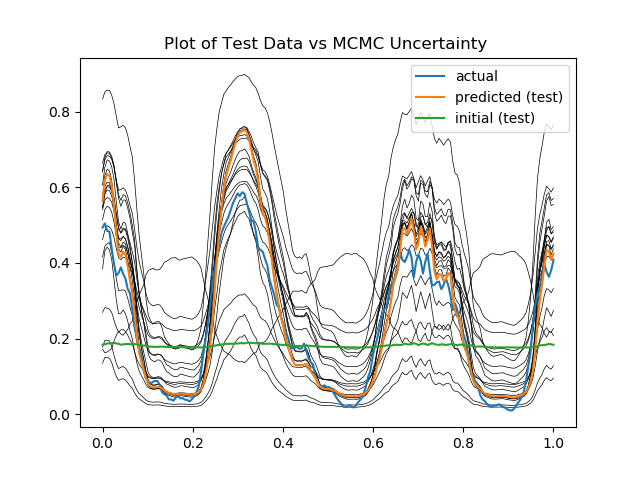 Plot of Test Data vs MCMC Uncertainty
actual
predicted (test)
initial (test)
0.8
0.6
0.4
0.2
0.0
0.0 0.2 0.4 0.6 0.8 1.0